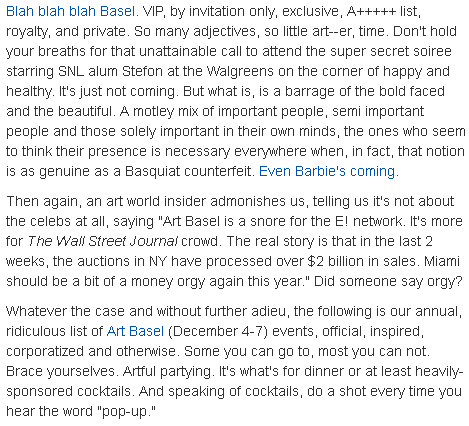 Blah blah blah Basel. VIP, by invitation only, exclusive, A+++++ list,
royalty, and private. So many adjectives, so little art--er, time. Don't hold
your breaths for that unattainable call to attend the super secret soiree
starring SNL alum Stefon at the Walgreens on the corner of happy and
healthy. It's just not coming. But what is, is a barrage of the bold faced
and the beautiful. A motley mix of important people, semi important
people and those solely important in their own minds, the ones who seem
to think their presence is necessary everywhere when, in fact, that notion
is as genuine as a Basquiat counterfeit. Even Barbie's coming.
Then again, an art world insider admonishes us, telling us it's not about
the celebs at all, saying "Art Basel is a snore for the E! network. It's more
for The Wall Street Journal crowd. The real story is that in the last 2
weeks, the auctions in NY have processed over $2 billion in sales. Miami
should be a bit of a money orgy again this year." Did someone say orgy?
Whatever the case and without further adieu, the following is our annual,
ridiculous list of Art Basel (December 4-7) events, official, inspired,
corporatized and otherwise. Some you can go to, most you can not.
Brace yourselves. Artful partying. It's what's for dinner or at least heavily-
sponsored cocktails. And speaking of cocktails, do a shot every time you
hear the word "pop-up."